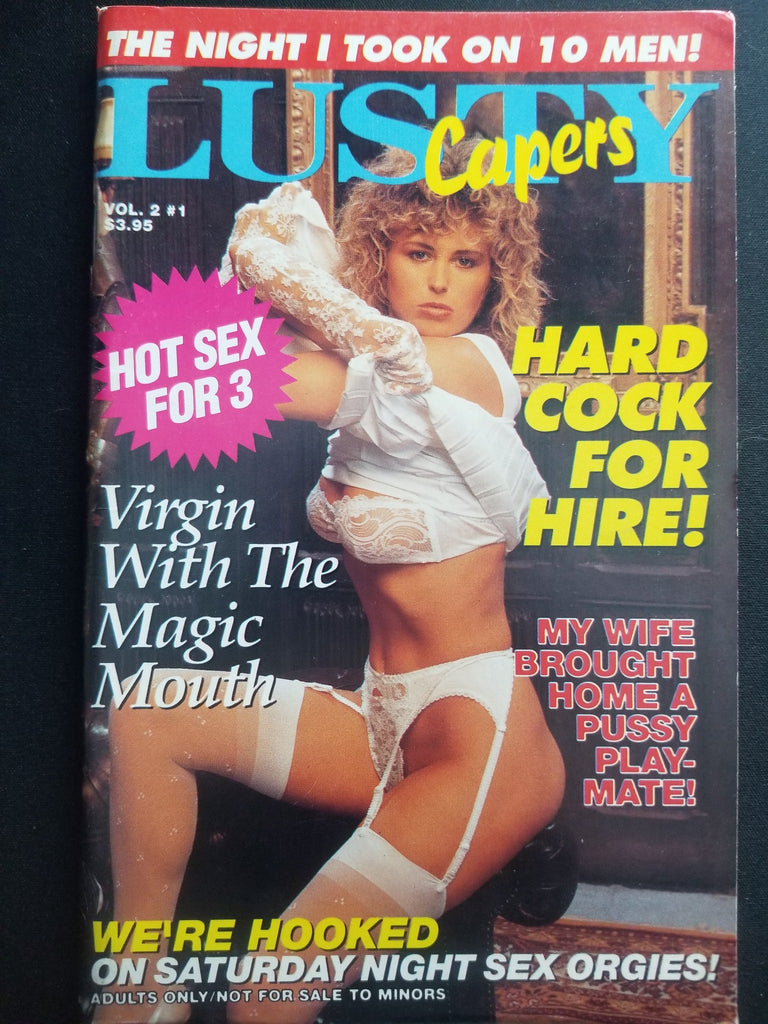 THE NIGHT I TOOK ON 10 MEN!
LUSTY
Capers
VOL. 2 #1
$3.95
HOT SEX
FOR 3
HARD
COCK
FOR
HIRE!
Virgin
With The
Magic
Mouth
MY WIFE
BROUGHT
HOME A
PUSSY
PLAY-
MATE!
WE'RE HOOKED
ON SATURDAY NIGHT SEX ORGIES!
ADULTS ONLY/NOT FOR SALE TO MINORS